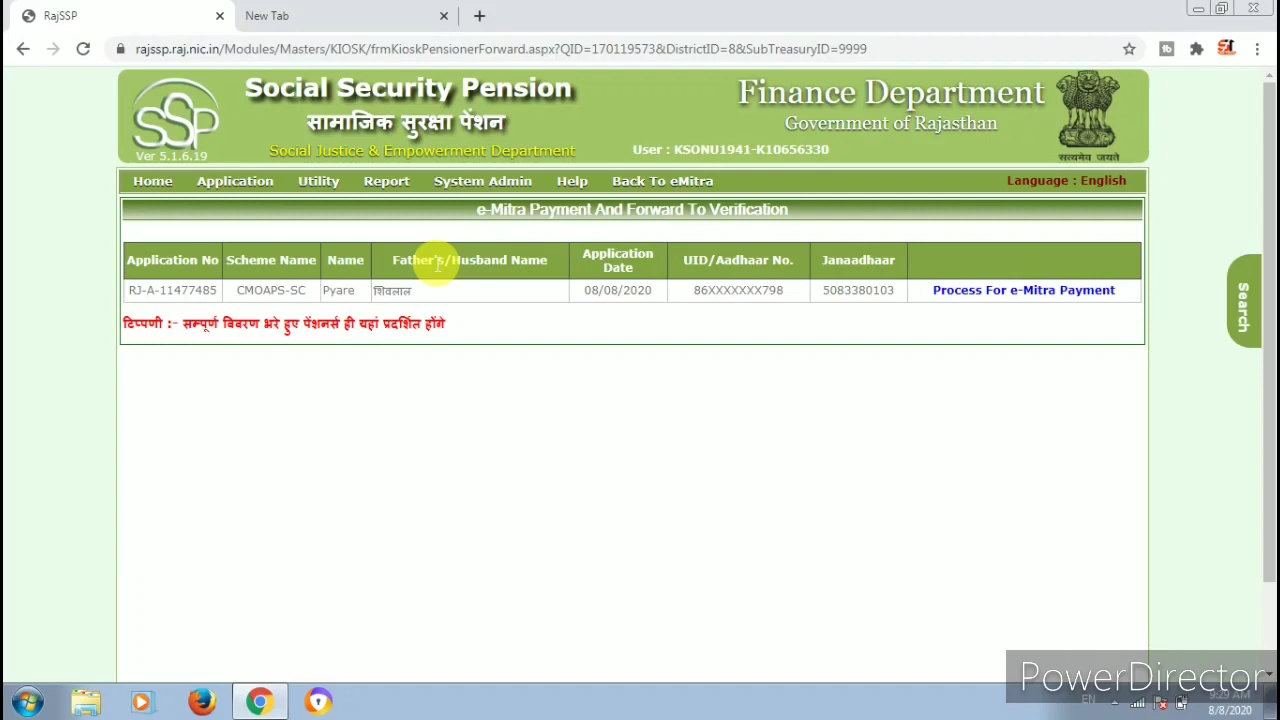 RajSSP
New Tab
rajssp.raj.nic.in/Modules/Masters/KIOSK/frmKioskPensionerForward.aspx?QID=170119573&DistrictID=8&SubTreasuryID=9999
SSP
Ver 5.1.6.19
Social Security Pension
सामाजिक सुरक्षा पेंशन
Social Justice & Empowerment Department
Finance Department
Government of Rajasthan
User : KSONU1941-K10656330
सत्यमेव जयते
Home Application Utility Report System Admin Help Back To eMitra Language : English
e-Mitra Payment And Forward To Verification
Application No Scheme Name Name Father's/Husband Name Application Date UID/Aadhaar No. Janaadhaar
RJ-A-11477485 CMOAPS-SC Pyare शिवलाल 08/08/2020 86XXXXXXX798 5083380103 Process For e-Mitra Payment
टिप्पणी :- सम्पूर्ण विवरण भरे हुए पेंशनर्स ही यहां प्रदर्शित होंगे
Search
PowerDirector
EN
9:29 AM
8/8/2020